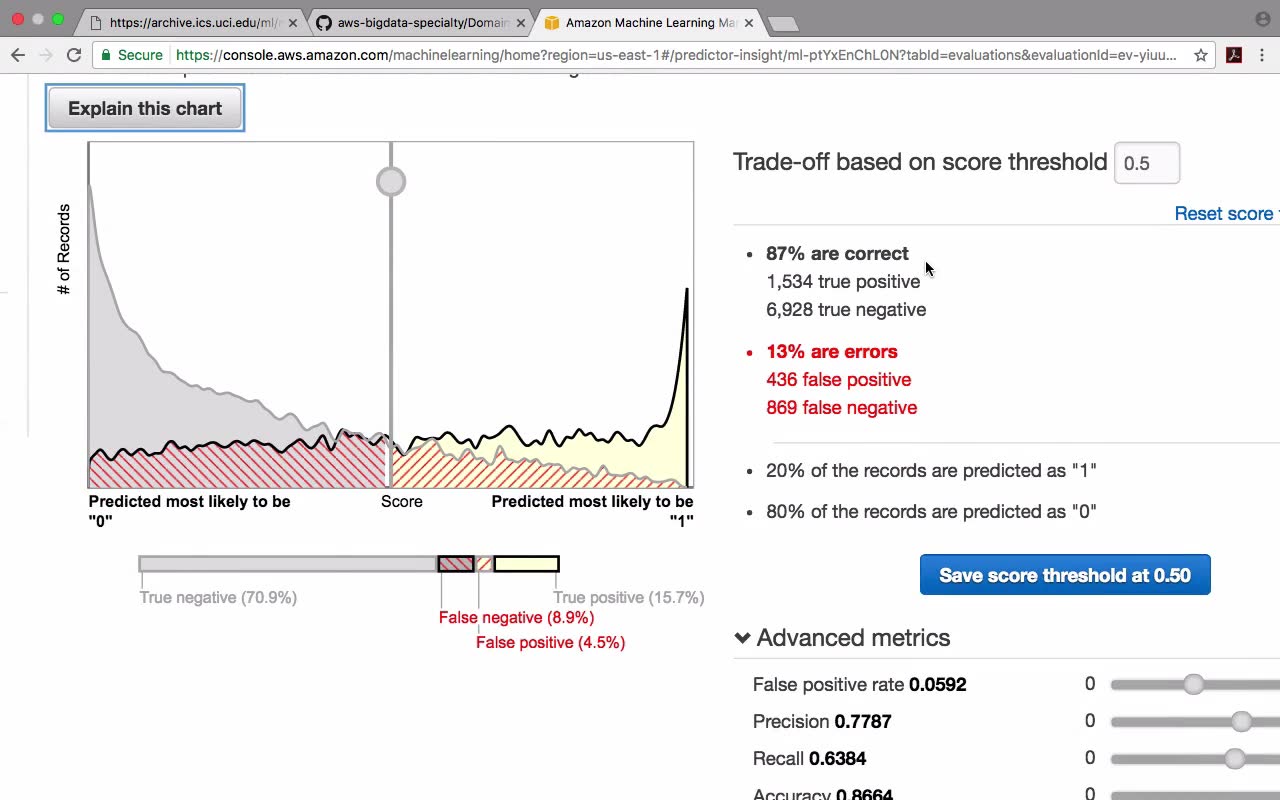 https://archive.ics.uci.edu/ml/
aws-bigdata-specialty/Domain
Amazon Machine Learning Ma
Secure
https://console.aws.amazon.com/machinelearning/home?region=us-east-1#/predictor-insight/ml-ptYxEnChL0N?tabId=evaluations&evaluationId=ev-yiuu...
Explain this chart
# of Records
Predicted most likely to be
"0"
Score
Predicted most likely to be
"1"
True negative (70.9%)
True positive (15.7%)
False negative (8.9%)
False positive (4.5%)
Trade-off based on score threshold 0.5
Reset score
• 87% are correct
1,534 true positive
6,928 true negative
• 13% are errors
436 false positive
869 false negative
• 20% of the records are predicted as "1"
• 80% of the records are predicted as "0"
Save score threshold at 0.50
Advanced metrics
False positive rate 0.0592 0
Precision 0.7787 0
Recall 0.6384 0
Accuracy 0.8664 0